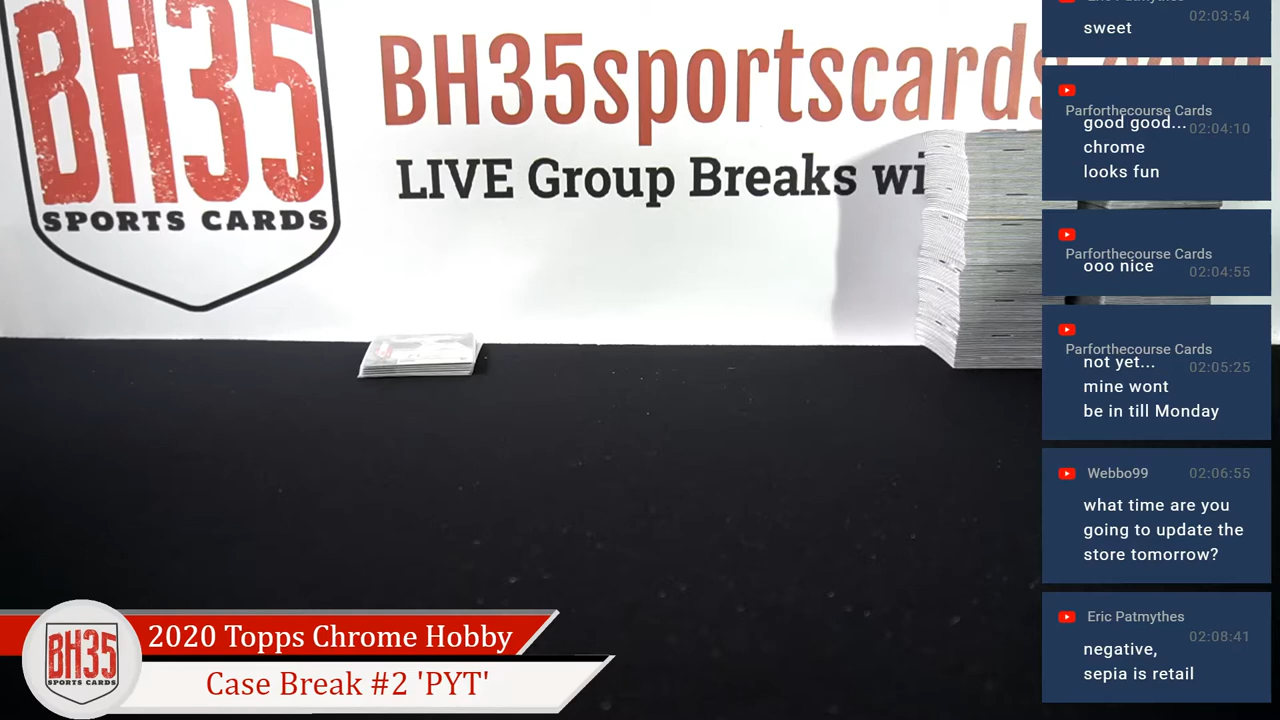 BH35
SPORTS CARDS
BH35sportscards.com
LIVE Group Breaks wi
02:03:54
sweet
Parforthecourse Cards
02:04:10
good good...
chrome
looks fun
Parforthecourse Cards
02:04:55
ooo nice
Parforthecourse Cards
02:05:25
not yet...
mine wont
be in till Monday
Webbo99 02:06:55
what time are you
going to update the
store tomorrow?
Eric Patmythes
02:08:41
negative,
sepia is retail
BH35
SPORTS CARDS
2020 Topps Chrome Hobby
Case Break #2 'PYT'